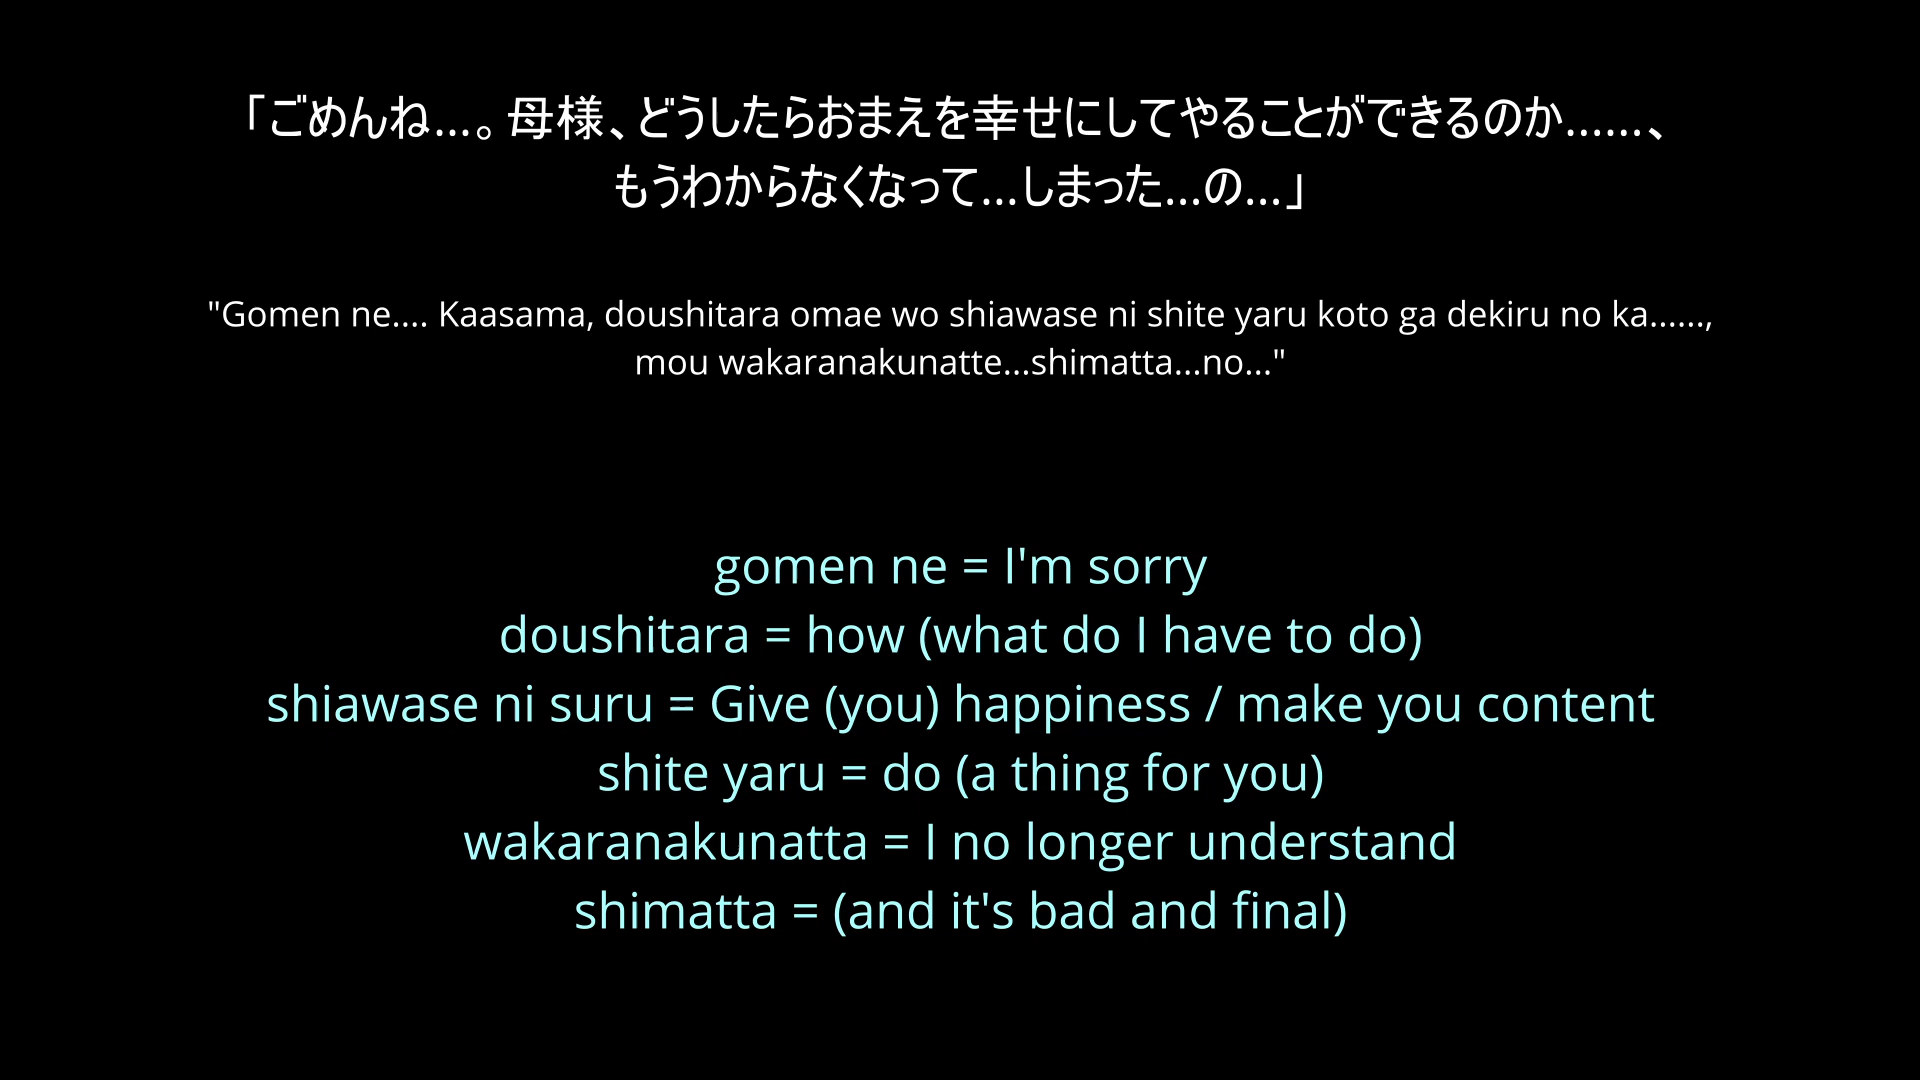 「ごめんね…。母様、どうしたらおまえを幸せにしてやることができるのか……、
もうわからなくなって…しまった…の…」
"Gomen ne.... Kaasama, doushitara omae wo shiawase ni shite yaru koto ga dekiru no ka......,
mou wakaranakunatte...shimatta...no..."
gomen ne = I'm sorry
doushitara = how (what do I have to do)
shiawase ni suru = Give (you) happiness / make you content
shite yaru = do (a thing for you)
wakaranakunatta = I no longer understand
shimatta = (and it's bad and final)